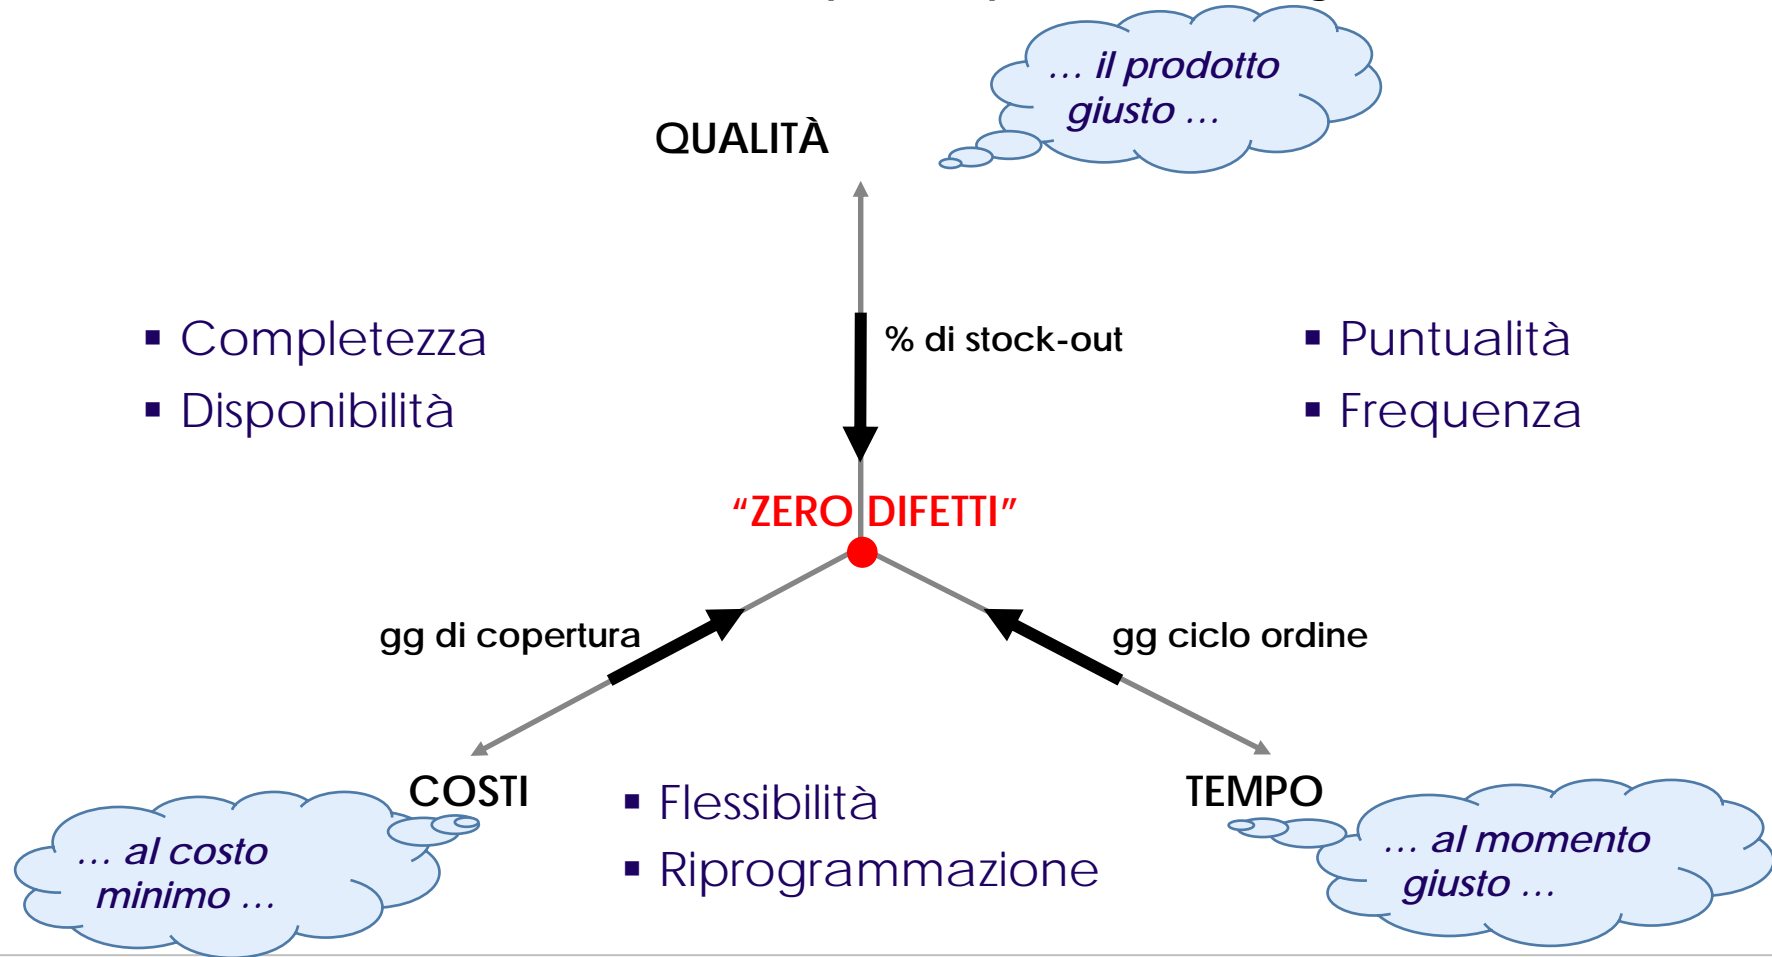 … il prodotto
giusto …
QUALITÀ
▪ Completezza
▪ Disponibilità
% di stock-out
▪ Puntualità
▪ Frequenza
“ZERO DIFETTI”
gg di copertura
gg ciclo ordine
COSTI
TEMPO
▪ Flessibilità
▪ Riprogrammazione
… al costo
minimo …
… al momento
giusto …